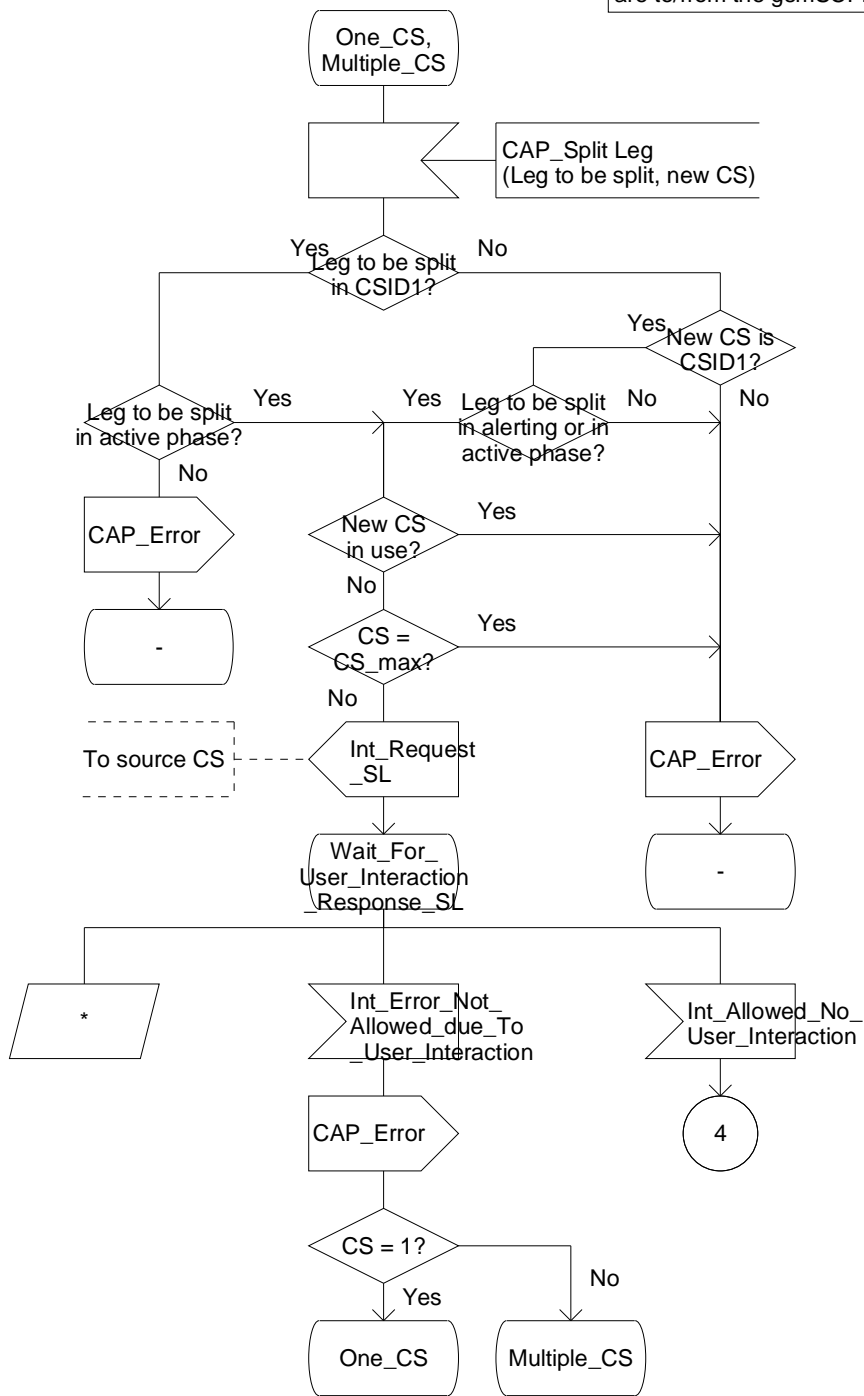 are to/from the gsmSCF.
One_CS,
Multiple_CS
CAP_Split Leg
(Leg to be split, new CS)
Yes
Leg to be split
in CSID1?
No
Yes
New CS is
CSID1?
No
Leg to be split
in active phase?
Yes
No
Yes
Leg to be split
in alerting or in
active phase?
No
CAP_Error
-
New CS
in use?
Yes
No
CS =
CS_max?
Yes
No
To source CS
Int_Request
_SL
CAP_Error
-
Wait_For_
User_Interaction
_Response_SL
*
Int_Error_Not_
Allowed_due_To
_User_Interaction
Int_Allowed_No_
User_Interaction
CAP_Error
4
CS = 1?
No
Yes
One_CS
Multiple_CS